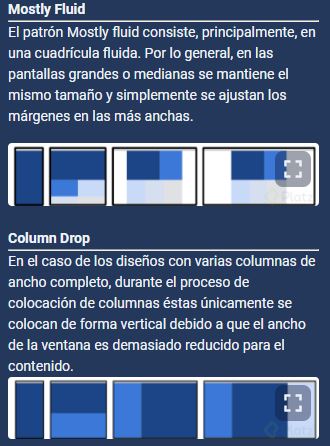 Mostly Fluid
El patrón Mostly fluid consiste, principalmente, en
una cuadrícula fluida. Por lo general, en las
pantallas grandes o medianas se mantiene el
mismo tamaño y simplemente se ajustan los
márgenes en las más anchas.
Platzi
Column Drop
En el caso de los diseños con varias columnas de
ancho completo, durante el proceso de
colocación de columnas éstas únicamente se
colocan de forma vertical debido a que el ancho
de la ventana es demasiado reducido para el
contenido.
Platzi